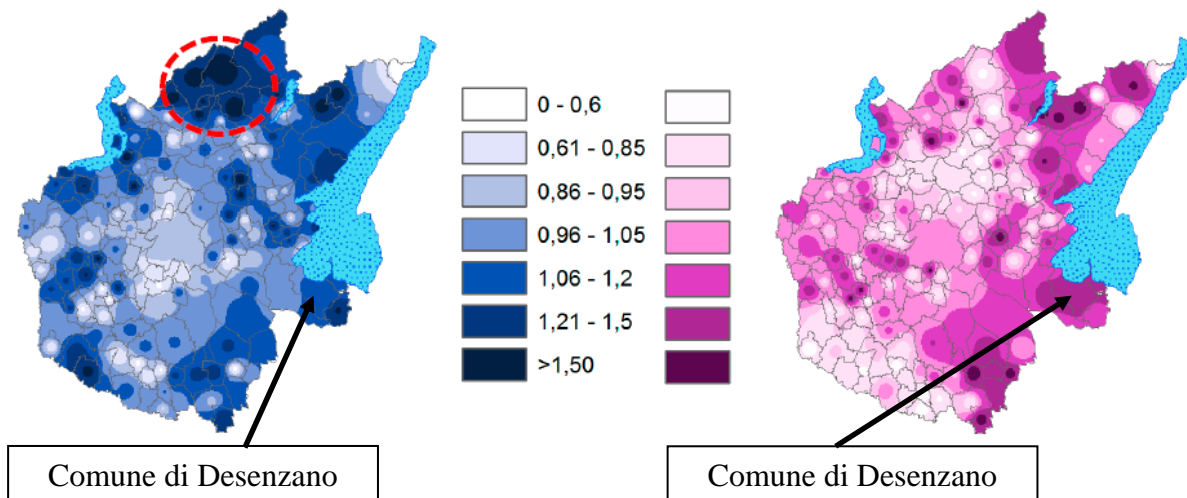 0 - 0,6
0,61 - 0,85
0,86 - 0,95
0,96 - 1,05
1,06 - 1,2
1,21 - 1,5
>1,50
Comune di Desenzano
Comune di Desenzano